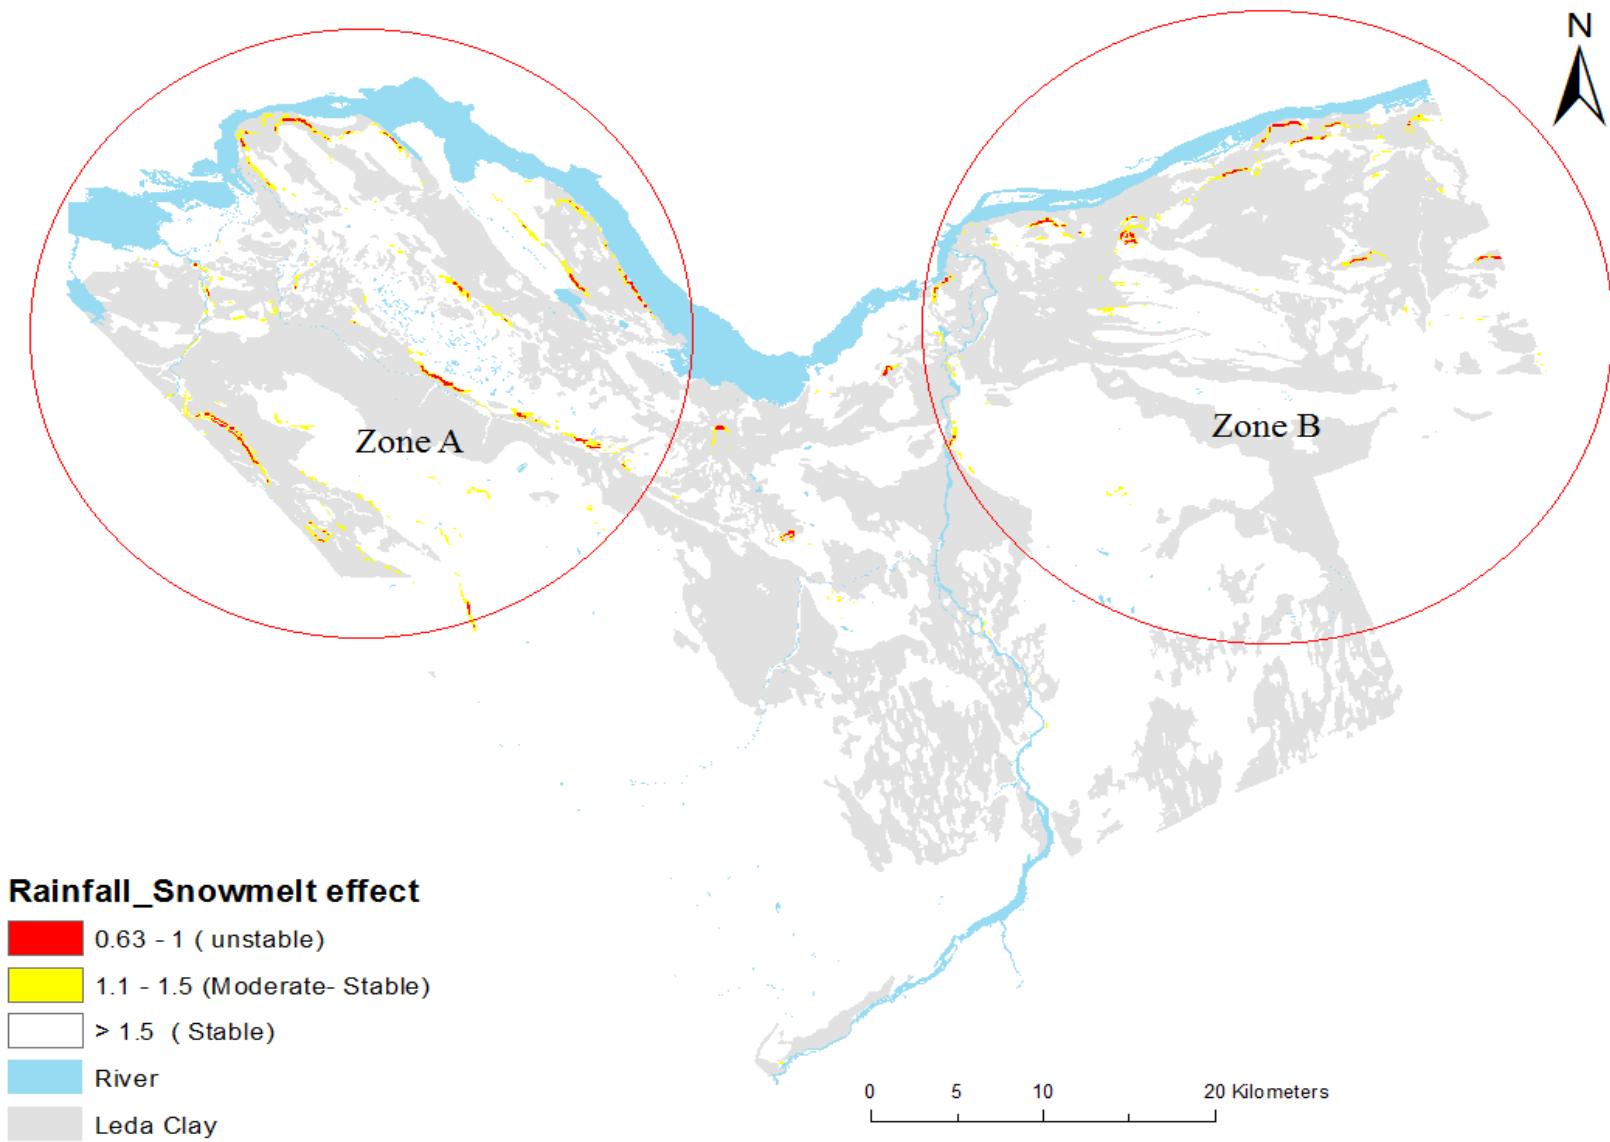 N
Zone A
Zone B
Rainfall_Snowmelt effect
0.63 - 1 ( unstable)
1.1 - 1.5 (Moderate- Stable)
> 1.5 ( Stable)
River
Leda Clay
0 5 10 20 Kilometers